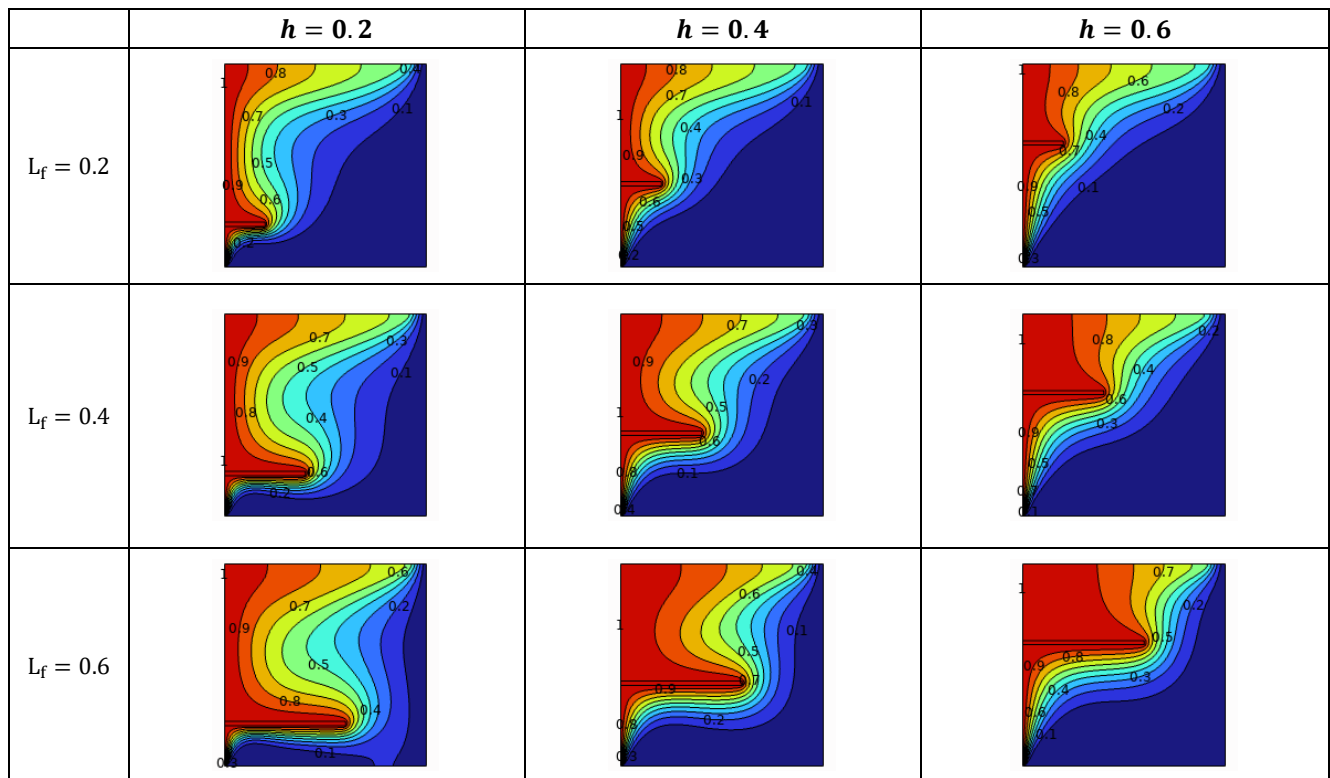 h = 0.2 h = 0.4 h = 0.6
L_f = 0.2
1 0.8 0.4 0.7 0.3 0.1 0.5 0.9 0.6 0.2
0.8 0.7 1 0.1 0.4 0.9 0.3 0.6 0.5 0.2
1 0.8 0.6 0.2 0.4 0.7 0.9 0.1 0.5 0.3
L_f = 0.4
0.7 0.3 0.9 0.5 0.1 0.8 0.4 1 0.6 0.2
0.7 0.3 0.9 0.2 1 0.5 0.6 0.8 0.1 0.4
0.2 1 0.8 0.4 0.6 0.3 0.9 0.5 0.7 0.1
L_f = 0.6
1 0.6 0.7 0.2 0.9 0.5 0.8 0.4 0.1 0.3
0.4 0.6 1 0.1 0.5 0.7 0.9 0.2 0.8 0.3
0.7 1 0.2 0.5 0.8 0.9 0.3 0.4 0.6 0.1